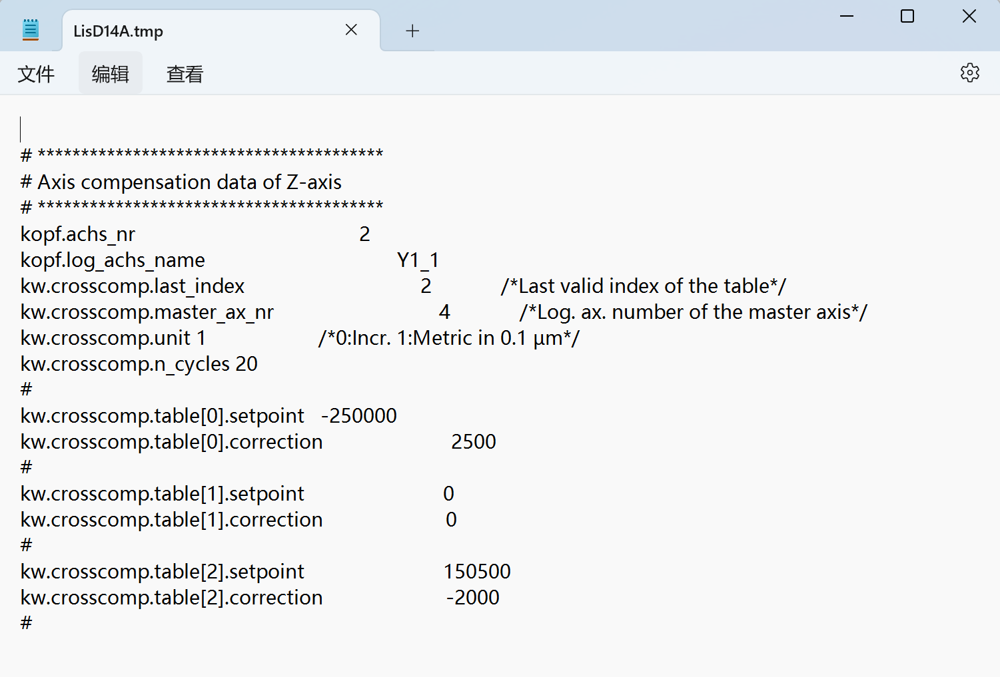 LisD14A.tmp
文件 编辑 查看
# ****************************************
# Axis compensation data of Z-axis
# ****************************************
kopf.achs_nr 2
kopf.log_achs_name Y1_1
kw.crosscomp.last_index 2 /*Last valid index of the table*/
kw.crosscomp.master_ax_nr 4 /*Log. ax. number of the master axis*/
kw.crosscomp.unit 1 /*0:Incr. 1:Metric in 0.1 µm*/
kw.crosscomp.n_cycles 20
#
kw.crosscomp.table[0].setpoint -250000
kw.crosscomp.table[0].correction 2500
#
kw.crosscomp.table[1].setpoint 0
kw.crosscomp.table[1].correction 0
#
kw.crosscomp.table[2].setpoint 150500
kw.crosscomp.table[2].correction -2000
#